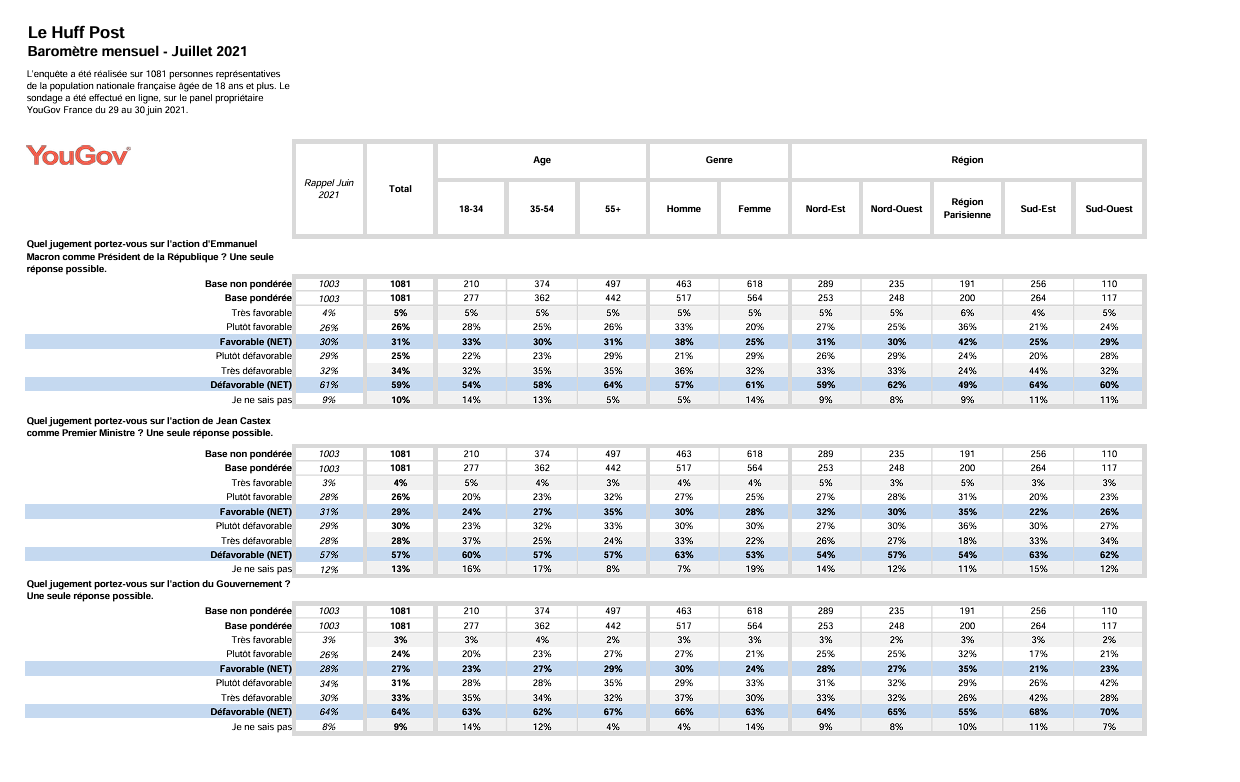 Le Huff Post
Baromètre mensuel - Juillet 2021
L'enquête a été réalisée sur 1081 personnes représentatives
de la population nationale française âgée de 18 ans et plus. Le
sondage a été effectué en ligne, sur le panel propriétaire
YouGov France du 29 au 30 juin 2021.
YouGov®
Rappel Juin 2021 Total Age Genre Région
18-34 35-54 55+ Homme Femme Nord-Est Nord-Ouest Région Parisienne Sud-Est Sud-Ouest
Quel jugement portez-vous sur l'action d'Emmanuel
Macron comme Président de la République ? Une seule
réponse possible.
Base non pondérée 1003 1081 210 374 497 463 618 289 235 191 256 110
Base pondérée 1003 1081 277 362 442 517 564 253 248 200 264 117
Très favorable 4% 5% 5% 5% 5% 5% 5% 5% 5% 6% 4% 5%
Plutôt favorable 26% 26% 28% 25% 26% 33% 20% 27% 25% 36% 21% 24%
Favorable (NET) 30% 31% 33% 30% 31% 38% 25% 31% 30% 42% 25% 29%
Plutôt défavorable 29% 25% 22% 23% 29% 21% 29% 26% 29% 24% 20% 28%
Très défavorable 32% 34% 32% 35% 35% 36% 32% 33% 33% 24% 44% 32%
Défavorable (NET) 61% 59% 54% 58% 64% 57% 61% 59% 62% 49% 64% 60%
Je ne sais pas 9% 10% 14% 13% 5% 5% 14% 9% 8% 9% 11% 11%
Quel jugement portez-vous sur l'action de Jean Castex
comme Premier Ministre ? Une seule réponse possible.
Base non pondérée 1003 1081 210 374 497 463 618 289 235 191 256 110
Base pondérée 1003 1081 277 362 442 517 564 253 248 200 264 117
Très favorable 3% 4% 5% 4% 3% 4% 4% 5% 3% 5% 3% 3%
Plutôt favorable 28% 26% 20% 23% 32% 27% 25% 27% 28% 31% 20% 23%
Favorable (NET) 31% 29% 24% 27% 35% 30% 28% 32% 30% 35% 22% 26%
Plutôt défavorable 29% 30% 23% 32% 33% 30% 30% 27% 30% 36% 30% 27%
Très défavorable 28% 28% 37% 25% 24% 33% 22% 26% 27% 18% 33% 34%
Défavorable (NET) 57% 57% 60% 57% 57% 63% 53% 54% 57% 54% 63% 62%
Je ne sais pas 12% 13% 16% 17% 8% 7% 19% 14% 12% 11% 15% 12%
Quel jugement portez-vous sur l'action du Gouvernement ?
Une seule réponse possible.
Base non pondérée 1003 1081 210 374 497 463 618 289 235 191 256 110
Base pondérée 1003 1081 277 362 442 517 564 253 248 200 264 117
Très favorable 3% 3% 3% 4% 2% 3% 3% 3% 2% 3% 3% 2%
Plutôt favorable 26% 24% 20% 23% 27% 27% 21% 25% 25% 32% 17% 21%
Favorable (NET) 28% 27% 23% 27% 29% 30% 24% 28% 27% 35% 21% 23%
Plutôt défavorable 34% 31% 28% 28% 35% 29% 33% 31% 32% 29% 26% 42%
Très défavorable 30% 33% 35% 34% 32% 37% 30% 33% 32% 26% 42% 28%
Défavorable (NET) 64% 64% 63% 62% 67% 66% 63% 64% 65% 55% 68% 70%
Je ne sais pas 8% 9% 14% 12% 4% 4% 14% 9% 8% 10% 11% 7%